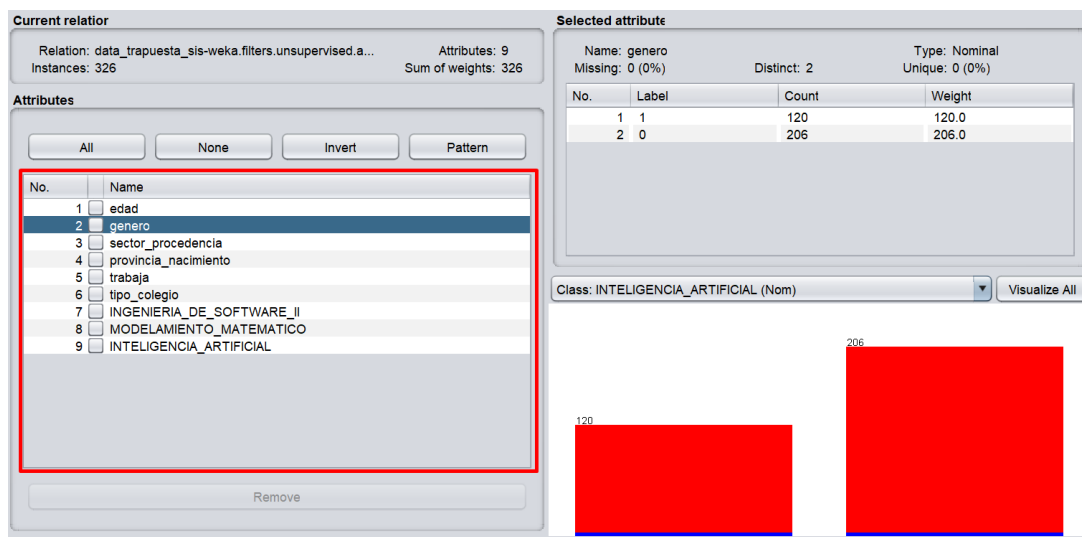 Current relatior
Relation: data_trapuesta_sis-weka.filters.unsupervised.a... Attributes: 9
Instances: 326 Sum of weights: 326
Attributes
All None Invert Pattern
No. Name
1 edad
2 genero
3 sector_procedencia
4 provincia_nacimiento
5 trabaja
6 tipo_colegio
7 INGENIERIA_DE_SOFTWARE_II
8 MODELAMIENTO_MATEMATICO
9 INTELIGENCIA_ARTIFICIAL
Remove
Selected attribute
Name: genero Type: Nominal
Missing: 0 (0%) Distinct: 2 Unique: 0 (0%)
No. Label Count Weight
1 1 120 120.0
2 0 206 206.0
Class: INTELIGENCIA_ARTIFICIAL (Nom) Visualize All
206
120